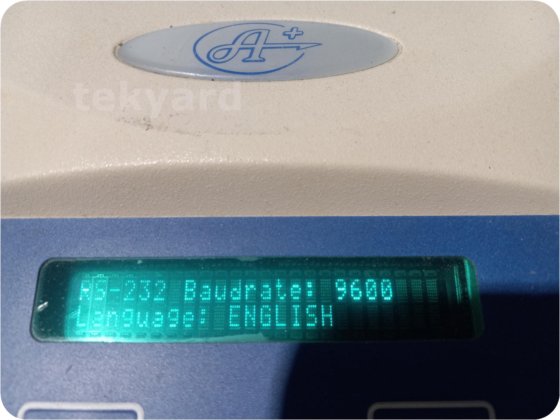 A+
tekyard
RS-232 Baudrate: 9600
Language: ENGLISH